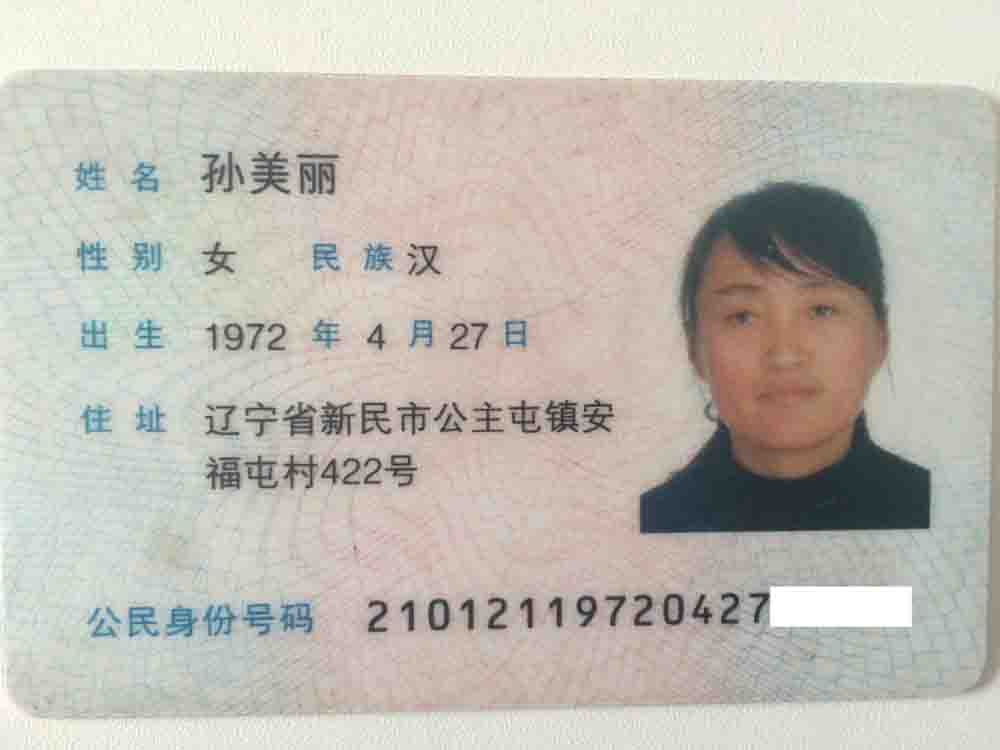 姓名 孙美丽
性别 女 民族 汉
出生 1972 年 4 月 27 日
住址 辽宁省新民市公主屯镇安
福屯村422号
公民身份号码 210121119720427